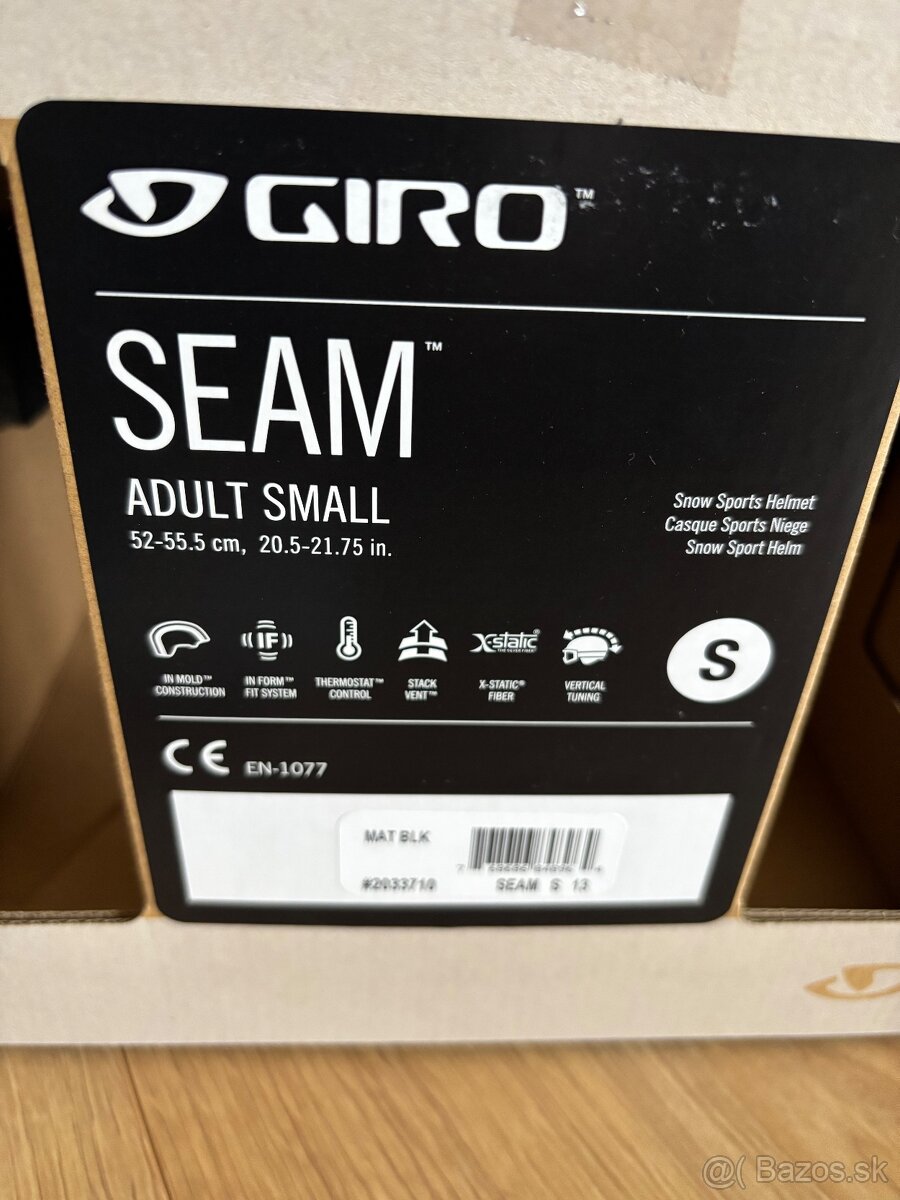 GIRO™
SEAM™
ADULT SMALL
52-55.5 cm, 20.5-21.75 in.
Snow Sports Helmet
Casque Sports Niege
Snow Sport Helm
IF
X-static®
IN MOLD™
CONSTRUCTION
IN FORM™
FIT SYSTEM
THERMOSTAT™
CONTROL
STACK
VENT™
X-STATIC®
FIBER
VERTICAL
TUNING
S
CE EN-1077
MAT BLK
#2033710
SEAM S 13
@( Bazos.sk